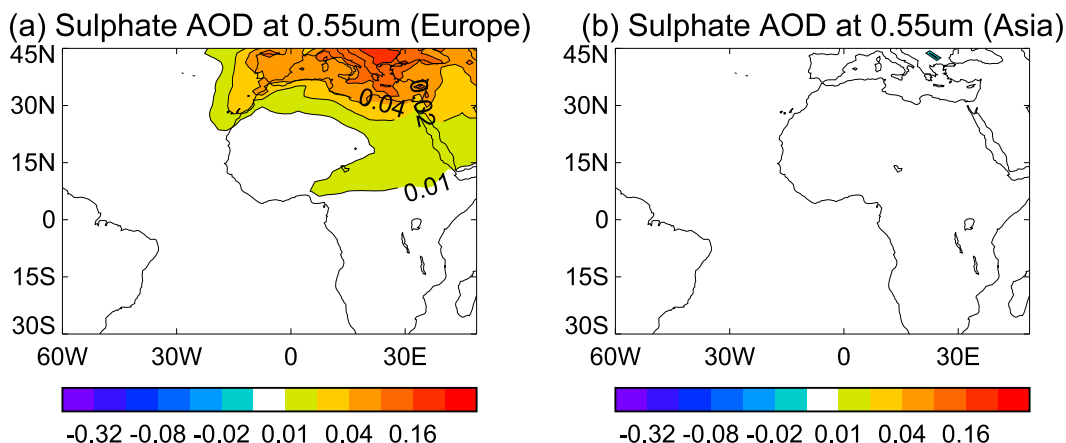 (a) Sulphate AOD at 0.55um (Europe)
45N
30N
15N
0
15S
30S
0.04
0.02
0.01
60W 30W 0 30E
-0.32 -0.08 -0.02 0.01 0.04 0.16
(b) Sulphate AOD at 0.55um (Asia)
45N
30N
15N
0
15S
30S
60W 30W 0 30E
-0.32 -0.08 -0.02 0.01 0.04 0.16